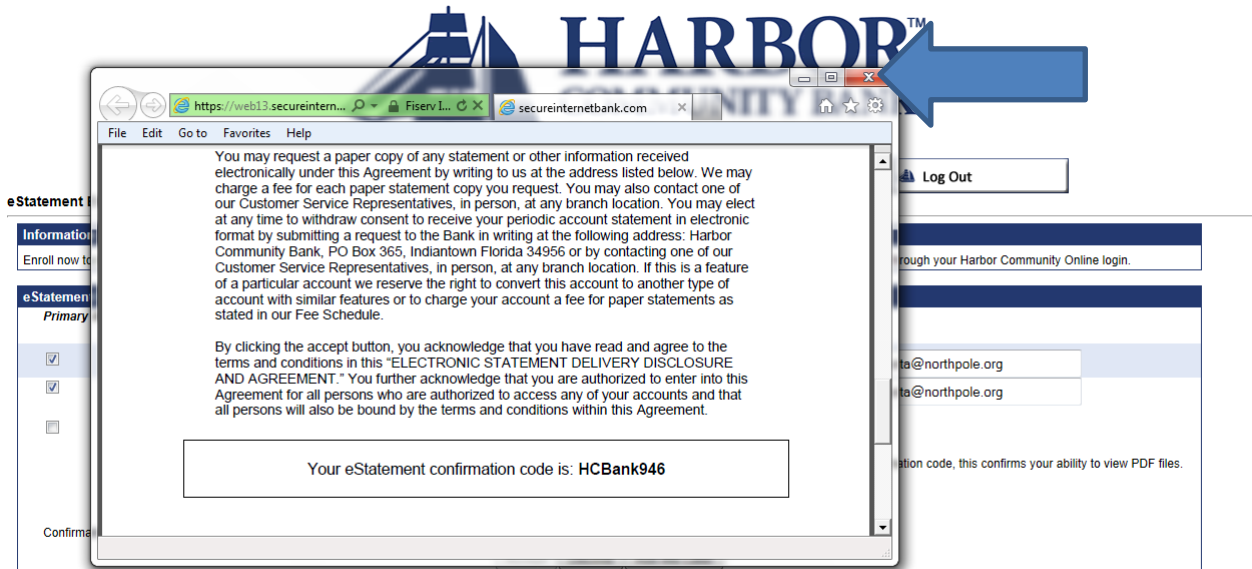 HARBOR™
COMMUNITY BANK
https://web13.secureintern...
Fiserv I...
secureinternetbank.com
File Edit Go to Favorites Help
Log Out
eStatement
Information
Enroll now to
rough your Harbor Community Online login.
eStatemen
Primary
ta@northpole.org
ta@northpole.org
ation code, this confirms your ability to view PDF files.
Confirma
You may request a paper copy of any statement or other information received
electronically under this Agreement by writing to us at the address listed below. We may
charge a fee for each paper statement copy you request. You may also contact one of
our Customer Service Representatives, in person, at any branch location. You may elect
at any time to withdraw consent to receive your periodic account statement in electronic
format by submitting a request to the Bank in writing at the following address: Harbor
Community Bank, PO Box 365, Indiantown Florida 34956 or by contacting one of our
Customer Service Representatives, in person, at any branch location. If this is a feature
of a particular account we reserve the right to convert this account to another type of
account with similar features or to charge your account a fee for paper statements as
stated in our Fee Schedule.
By clicking the accept button, you acknowledge that you have read and agree to the
terms and conditions in this “ELECTRONIC STATEMENT DELIVERY DISCLOSURE
AND AGREEMENT.” You further acknowledge that you are authorized to enter into this
Agreement for all persons who are authorized to access any of your accounts and that
all persons will also be bound by the terms and conditions within this Agreement.
Your eStatement confirmation code is: HCBank946